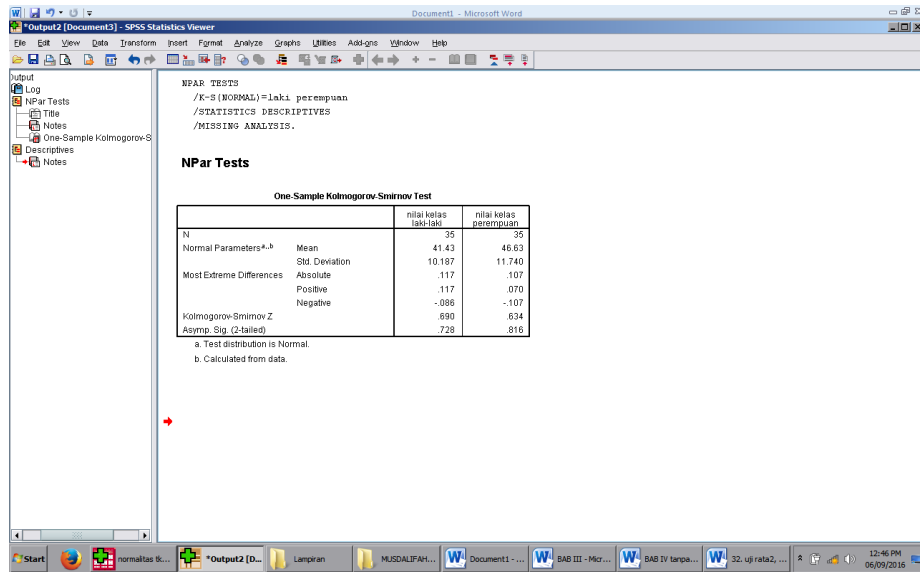 Document1 - Microsoft Word
*Output2 [Document3] - SPSS Statistics Viewer
File Edit View Data Transform Insert Format Analyze Graphs Utilities Add-ons Window Help
Output
Log
NPar Tests
Title
Notes
One-Sample Kolmogorov-S
Descriptives
Notes
NPAR TESTS
/K-S(NORMAL)=laki perempuan
/STATISTICS DESCRIPTIVES
/MISSING ANALYSIS.
NPar Tests
One-Sample Kolmogorov-Smirnov Test
nilai kelas laki-laki nilai kelas perempuan
N 35 35
Normal Parameters a,,b Mean 41.43 46.63
Std. Deviation 10.187 11.740
Most Extreme Differences Absolute .117 .107
Positive .117 .070
Negative -.086 -.107
Kolmogorov-Smirnov Z .690 .634
Asymp. Sig. (2-tailed) .728 .816
a. Test distribution is Normal.
b. Calculated from data.
Start normalitas tk... *Output2 [D... Lampiran MUSDALIFAH... Document1 - ... BAB III - Micr... BAB IV tanpa... 32. uji rata2, ... 12:46 PM
06/09/2016